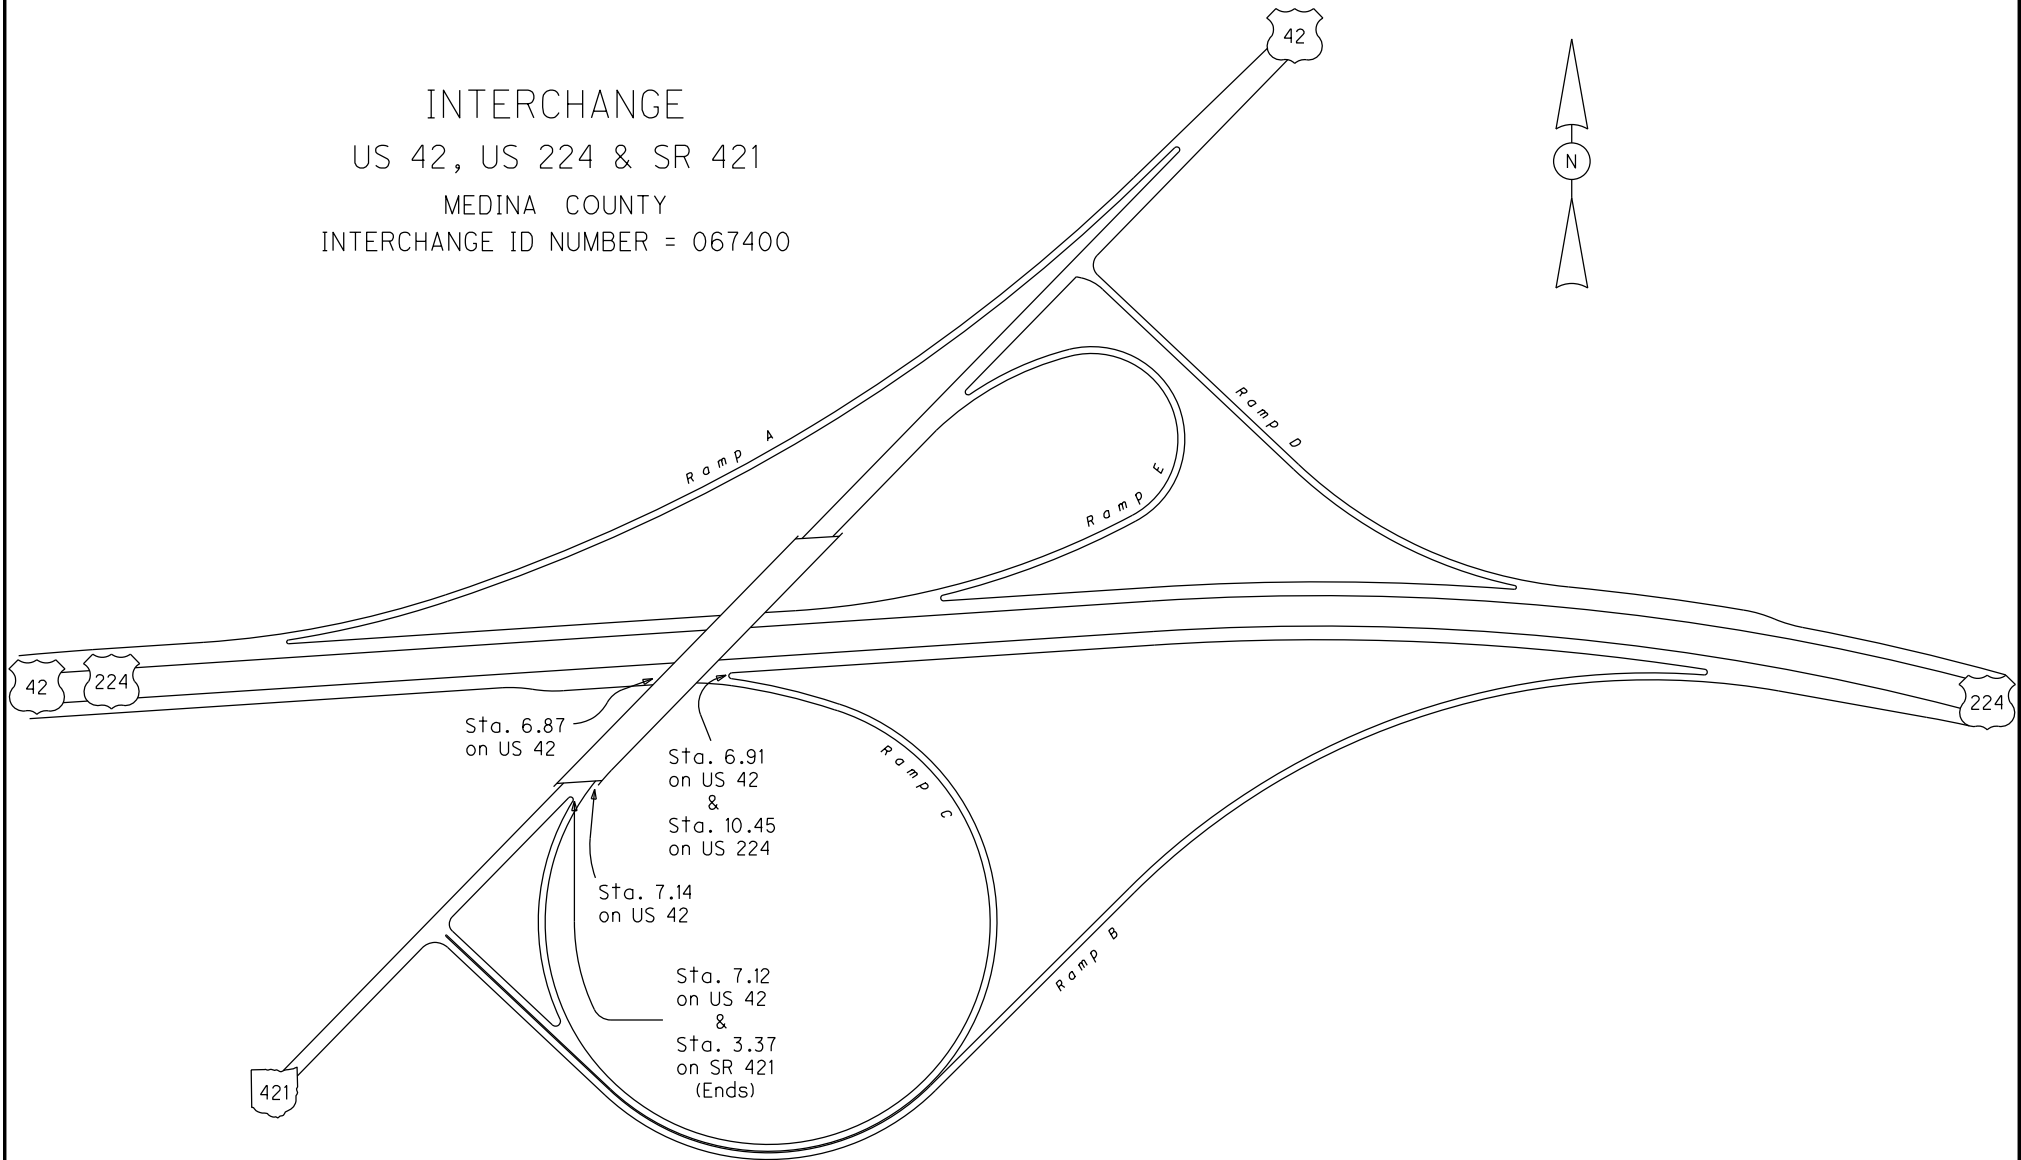 INTERCHANGE
US 42, US 224 & SR 421
MEDINA COUNTY
INTERCHANGE ID NUMBER = 067400
42
N
Ramp A
Ramp D
Ramp E
42
224
224
Sta. 6.87
on US 42
Sta. 6.91
on US 42
&
Sta. 10.45
on US 224
Ramp C
Sta. 7.14
on US 42
Ramp B
Sta. 7.12
on US 42
&
Sta. 3.37
on SR 421
(Ends)
421